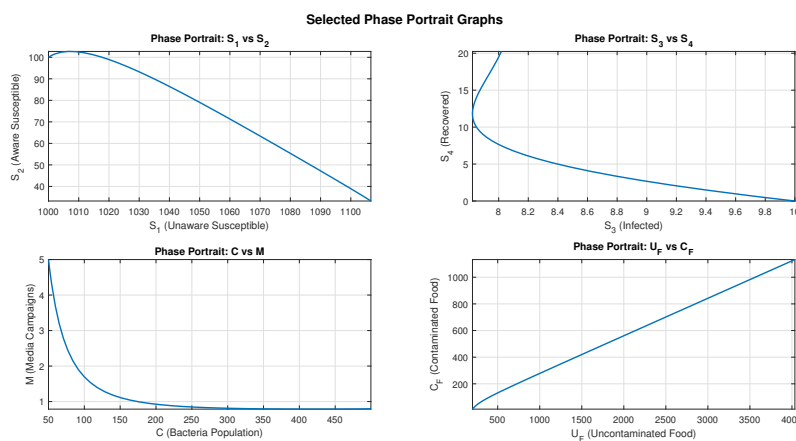 Selected Phase Portrait Graphs
Phase Portrait: S₁ vs S₂
S₂ (Aware Susceptible)
100
90
80
70
60
50
40
1000 1010 1020 1030 1040 1050 1060 1070 1080 1090 1100
S₁ (Unaware Susceptible)
Phase Portrait: S₃ vs S₄
S₄ (Recovered)
20
15
10
5
0
8 8.2 8.4 8.6 8.8 9 9.2 9.4 9.6 9.8 10
S₃ (Infected)
Phase Portrait: C vs M
M (Media Campaigns)
5
4
3
2
1
50 100 150 200 250 300 350 400 450
C (Bacteria Population)
Phase Portrait: U_F vs C_F
C_F (Contaminated Food)
1000
800
600
400
200
500 1000 1500 2000 2500 3000 3500
U_F (Uncontaminated Food)